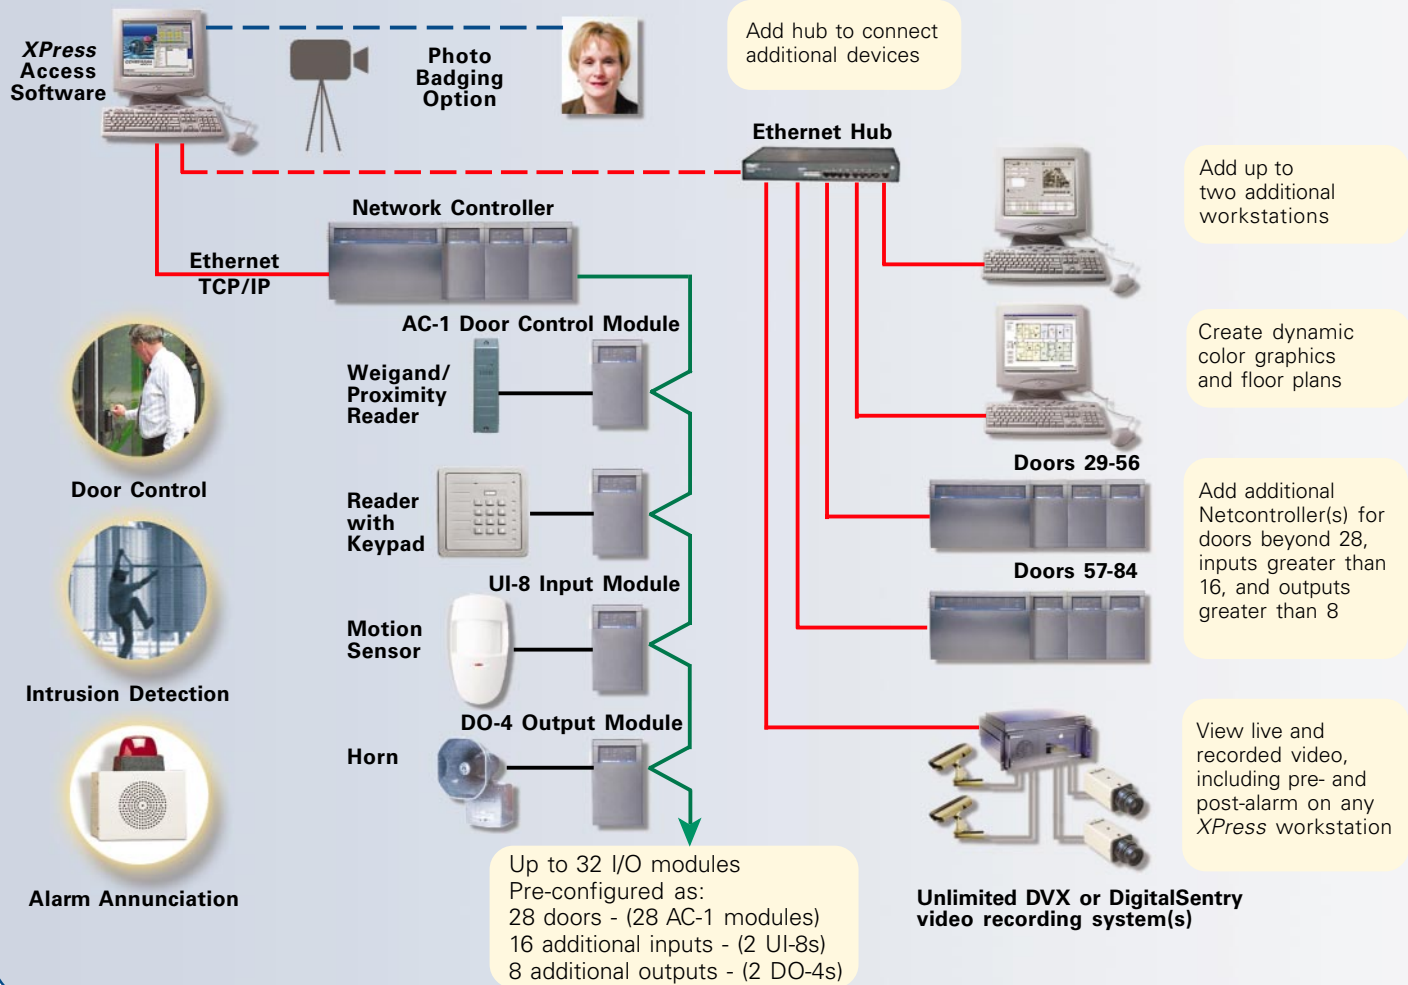 XPress
Access
Software
Photo
Badging
Option
Add hub to connect
additional devices
Ethernet Hub
Add up to
two additional
workstations
Network Controller
Ethernet
TCP/IP
AC-1 Door Control Module
Weigand/
Proximity
Reader
Create dynamic
color graphics
and floor plans
Door Control
Reader
with
Keypad
Doors 29-56
Add additional
Netcontroller(s) for
doors beyond 28,
inputs greater than
16, and outputs
greater than 8
Doors 57-84
UI-8 Input Module
Motion
Sensor
Intrusion Detection
DO-4 Output Module
Horn
View live and
recorded video,
including pre- and
post-alarm on any
XPress workstation
Alarm Annunciation
Up to 32 I/O modules
Pre-configured as:
28 doors - (28 AC-1 modules)
16 additional inputs - (2 UI-8s)
8 additional outputs - (2 DO-4s)
Unlimited DVX or DigitalSentry
video recording system(s)